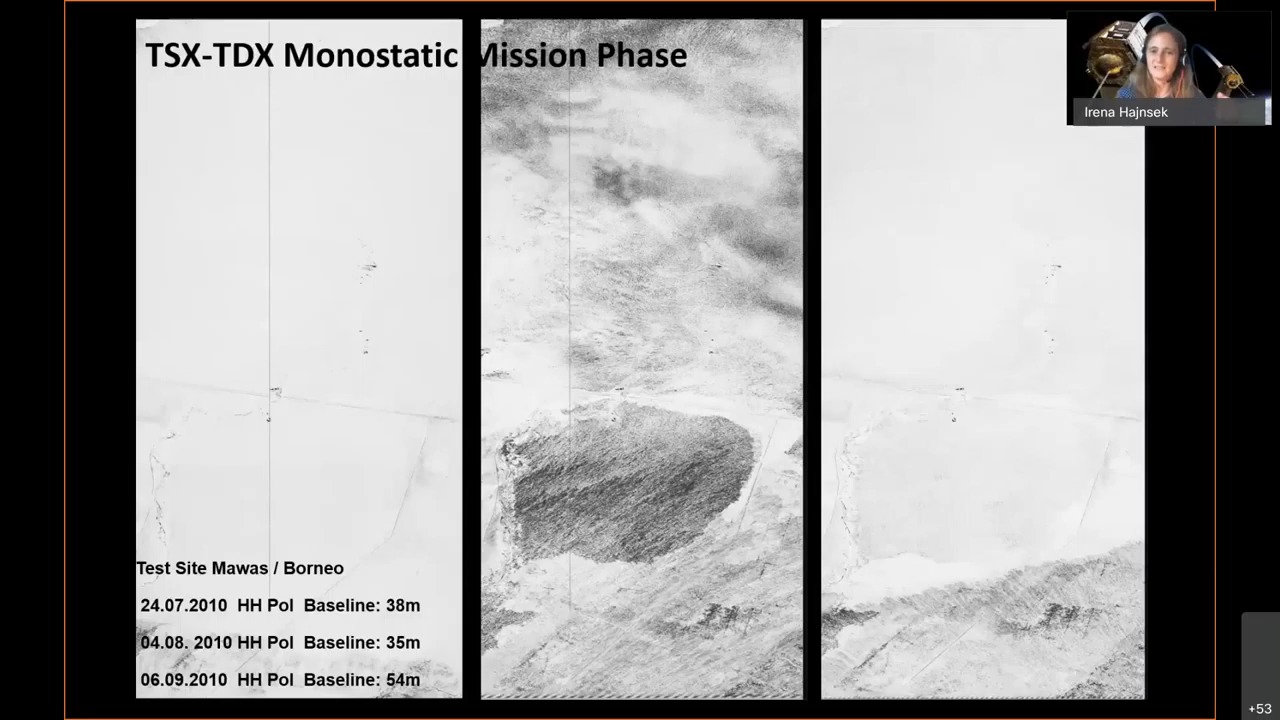 TSX-TDX Monostatic Mission Phase
Irena Hajnsek
Test Site Mawas / Borneo
24.07.2010 HH Pol Baseline: 38m
04.08. 2010 HH Pol Baseline: 35m
06.09.2010 HH Pol Baseline: 54m
+53